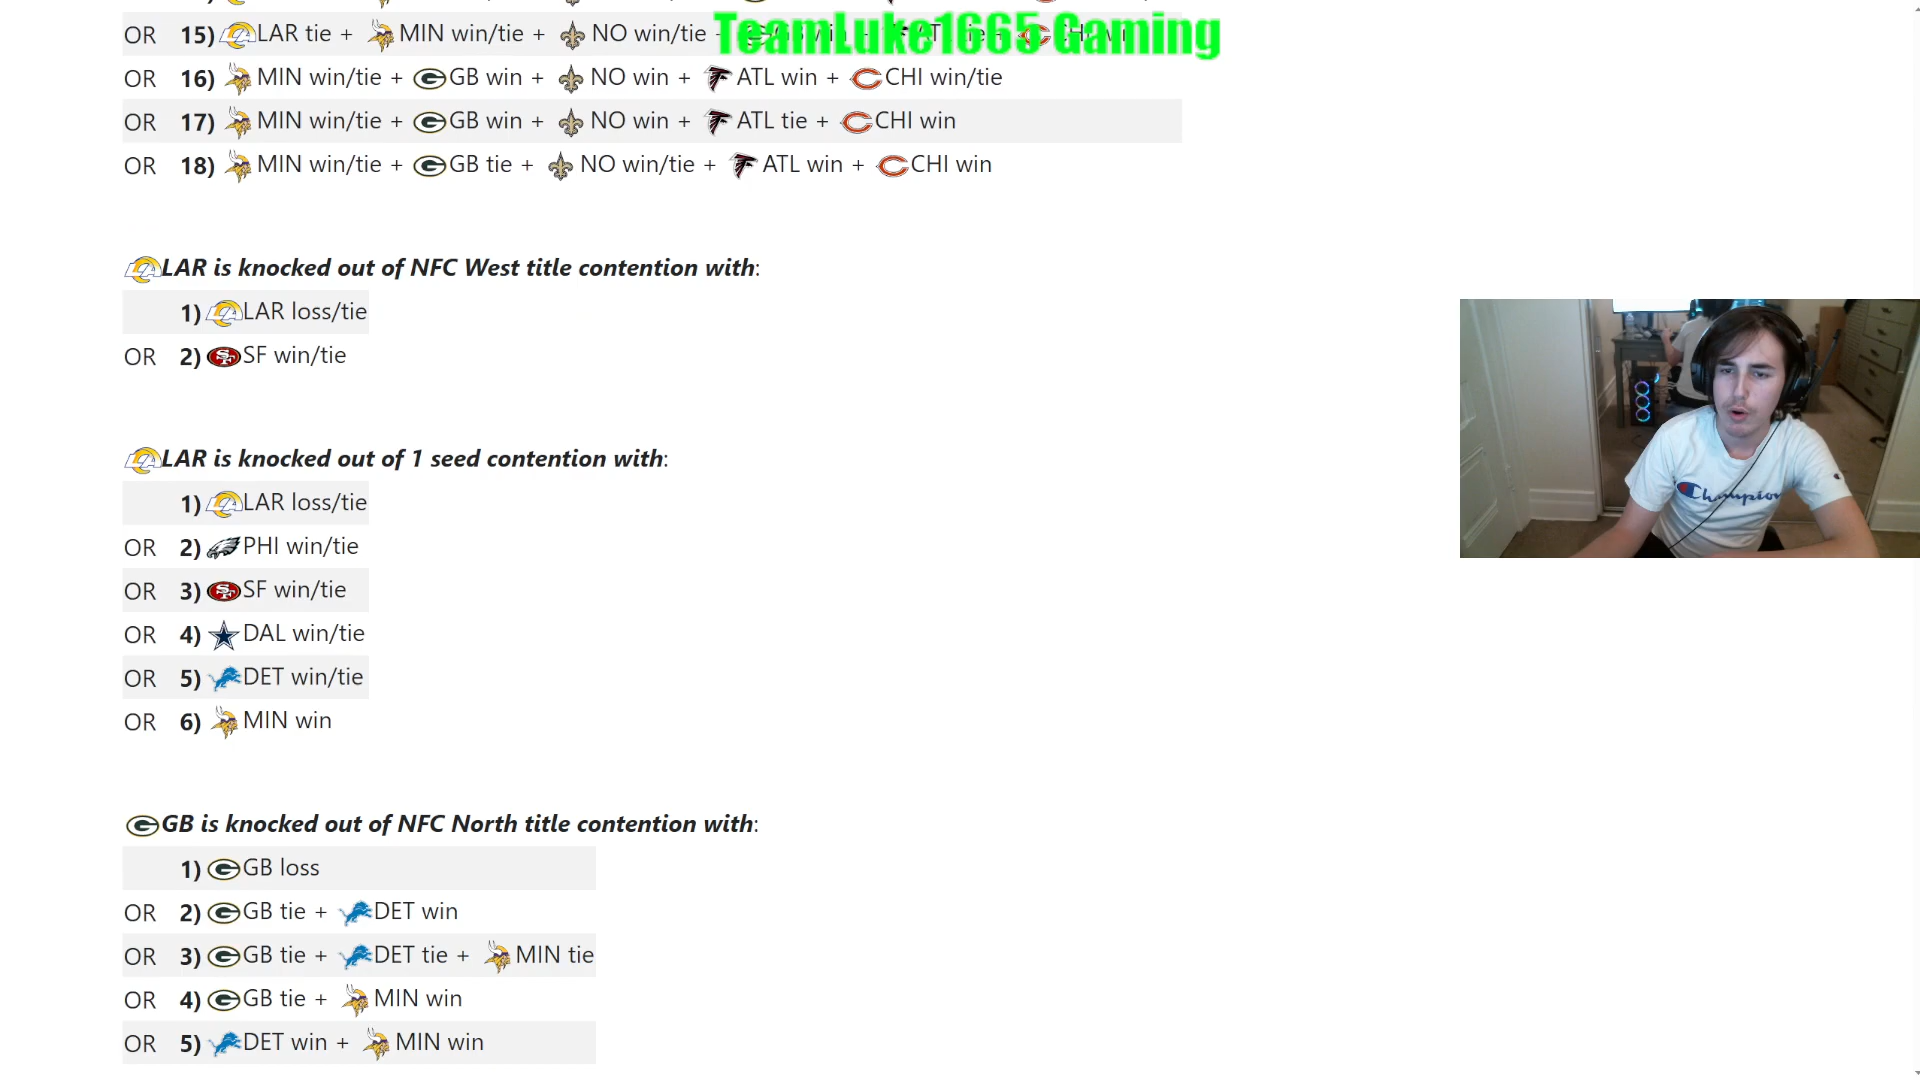 OR 15) LAR tie + MIN win/tie + NO win/tie
TeamLuke1665 Gaming
OR 16) MIN win/tie + GB win + NO win + ATL win + CHI win/tie
OR 17) MIN win/tie + GB win + NO win + ATL tie + CHI win
OR 18) MIN win/tie + GB tie + NO win/tie + ATL win + CHI win
LAR is knocked out of NFC West title contention with:
1) LAR loss/tie
OR 2) SF win/tie
LAR is knocked out of 1 seed contention with:
1) LAR loss/tie
OR 2) PHI win/tie
OR 3) SF win/tie
OR 4) DAL win/tie
OR 5) DET win/tie
OR 6) MIN win
GB is knocked out of NFC North title contention with:
1) GB loss
OR 2) GB tie + DET win
OR 3) GB tie + DET tie + MIN tie
OR 4) GB tie + MIN win
OR 5) DET win + MIN win
Champion